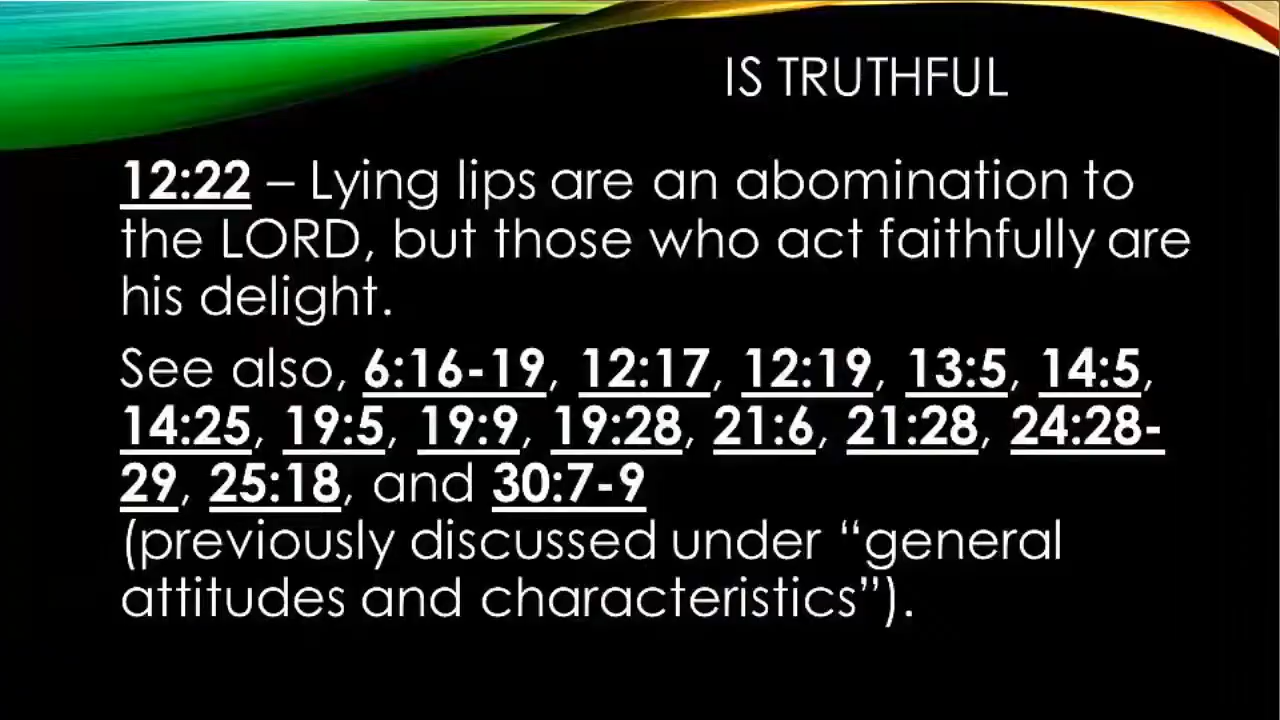 IS TRUTHFUL
12:22 – Lying lips are an abomination to
the LORD, but those who act faithfully are
his delight.
See also, 6:16-19, 12:17, 12:19, 13:5, 14:5,
14:25, 19:5, 19:9, 19:28, 21:6, 21:28, 24:28-
29, 25:18, and 30:7-9
(previously discussed under “general
attitudes and characteristics”).